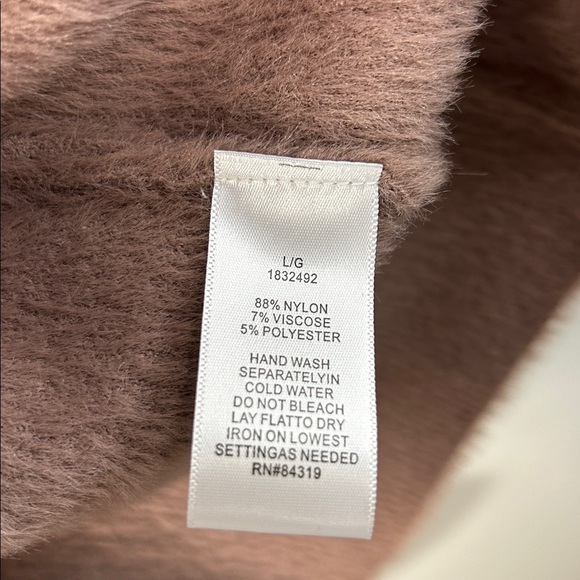 L/G
1832492
88% NYLON
7% VISCOSE
5% POLYESTER
HAND WASH
SEPARATELYIN
COLD WATER
DO NOT BLEACH
LAY FLATTO DRY
IRON ON LOWEST
SETTINGAS NEEDED
RN#84319